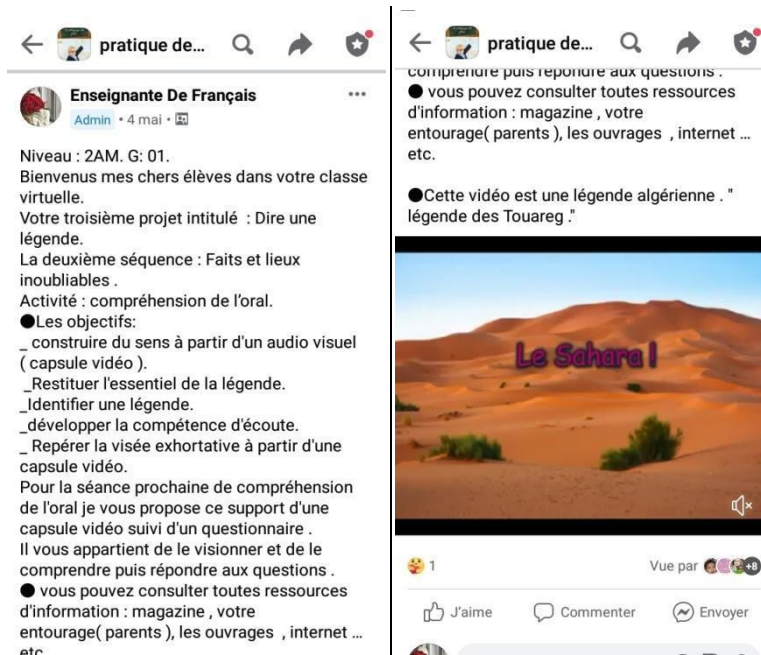 pratique de...
Enseignante De Français
Admin • 4 mai •
Niveau : 2AM. G: 01.
Bienvenus mes chers élèves dans votre classe
virtuelle.
Votre troisième projet intitulé : Dire une
légende.
La deuxième séquence : Faits et lieux
inoubliables .
Activité : compréhension de l'oral.
●Les objectifs:
_ construire du sens à partir d'un audio visuel
( capsule vidéo ).
_Restituer l'essentiel de la légende.
_Identifier une légende.
_développer la compétence d'écoute.
_ Repérer la visée exhortative à partir d'une
capsule vidéo.
Pour la séance prochaine de compréhension
de l'oral je vous propose ce support d'une
capsule vidéo suivi d'un questionnaire .
Il vous appartient de le visionner et de le
comprendre puis répondre aux questions .
● vous pouvez consulter toutes ressources
d'information : magazine , votre
entourage( parents ), les ouvrages , internet ...
etc.
pratique de...
comprendre puis répondre aux questions .
● vous pouvez consulter toutes ressources
d'information : magazine , votre
entourage( parents ), les ouvrages , internet ...
etc.
●Cette vidéo est une légende algérienne . "
légende des Touareg ."
Le Sahara !
1
Vue par +8
J'aime
Commenter
Envoyer